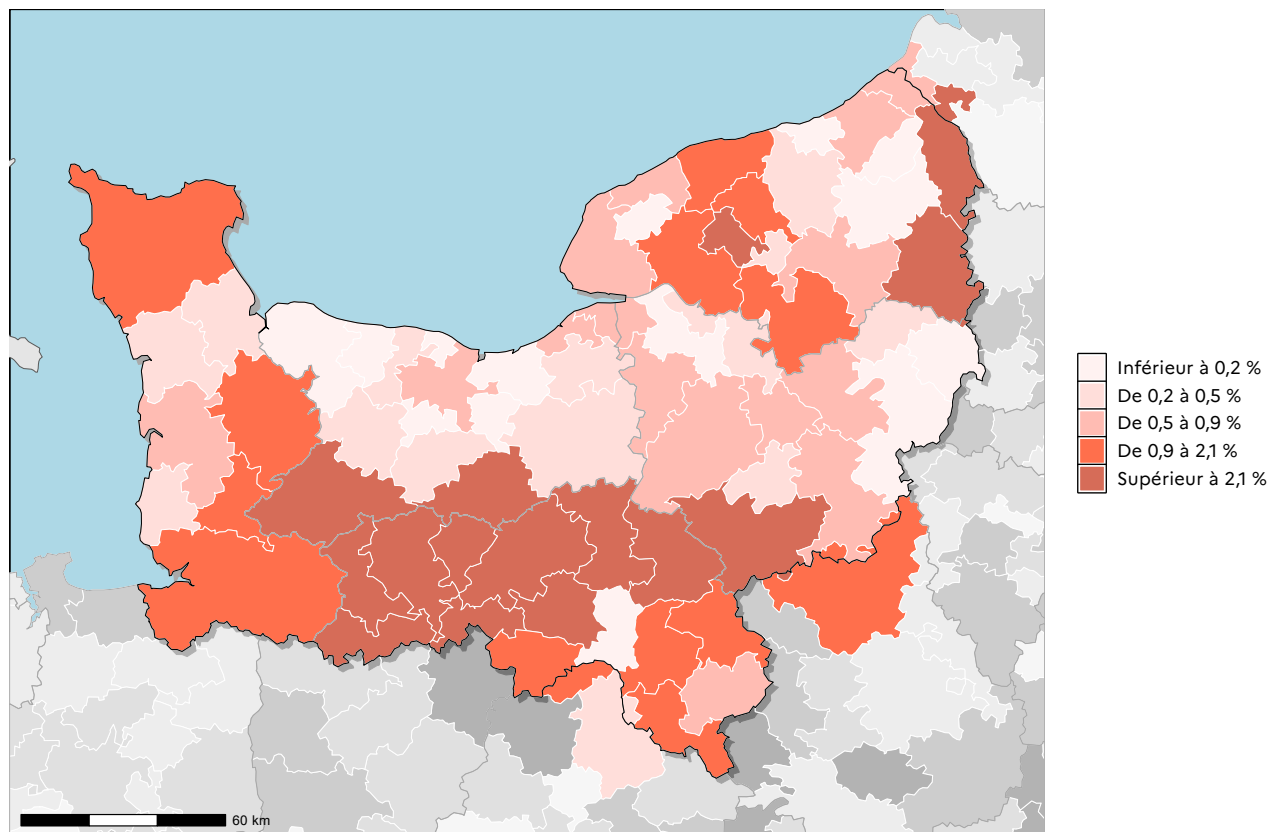 Inférieur à 0,2 %
De 0,2 à 0,5 %
De 0,5 à 0,9 %
De 0,9 à 2,1 %
Supérieur à 2,1 %
60 km